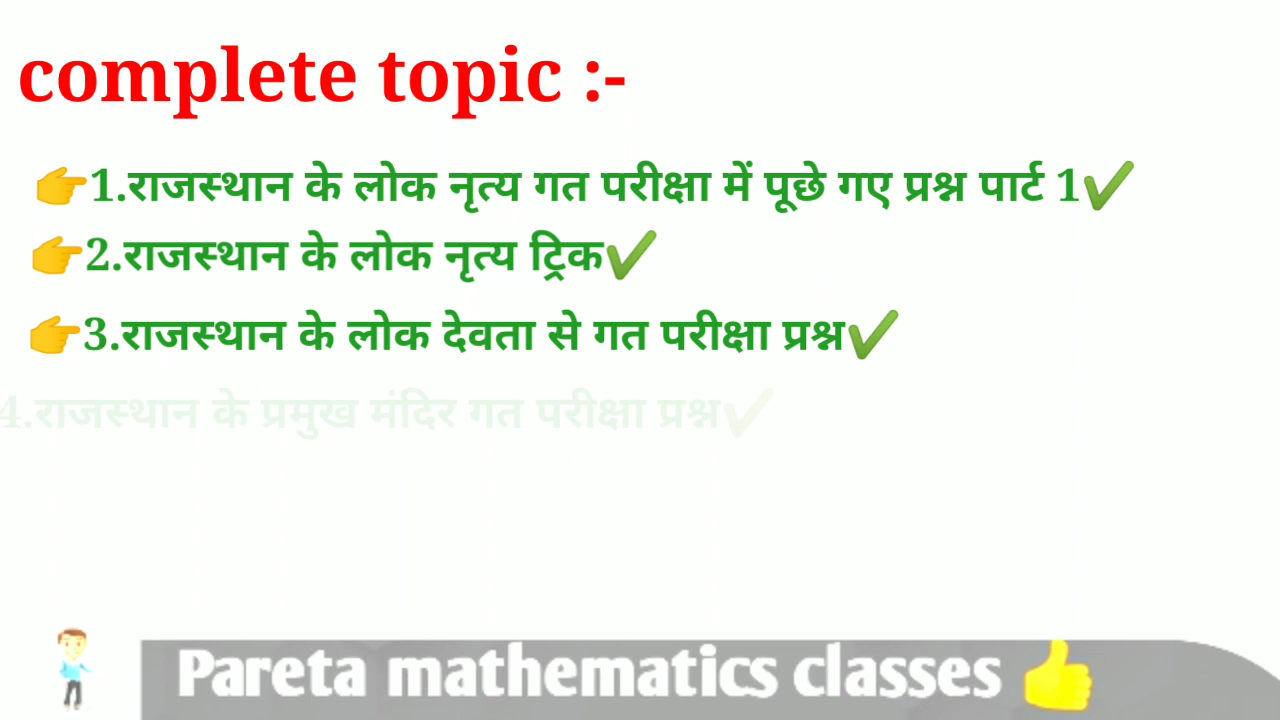 complete topic :-
👉1.राजस्थान के लोक नृत्य गत परीक्षा में पूछे गए प्रश्न पार्ट 1✔
👉2.राजस्थान के लोक नृत्य ट्रिक✔
👉3.राजस्थान के लोक देवता से गत परीक्षा प्रश्न✔
4.राजस्थान के प्रमुख मंदिर गत परीक्षा प्रश्न✔
Pareta mathematics classes 👍